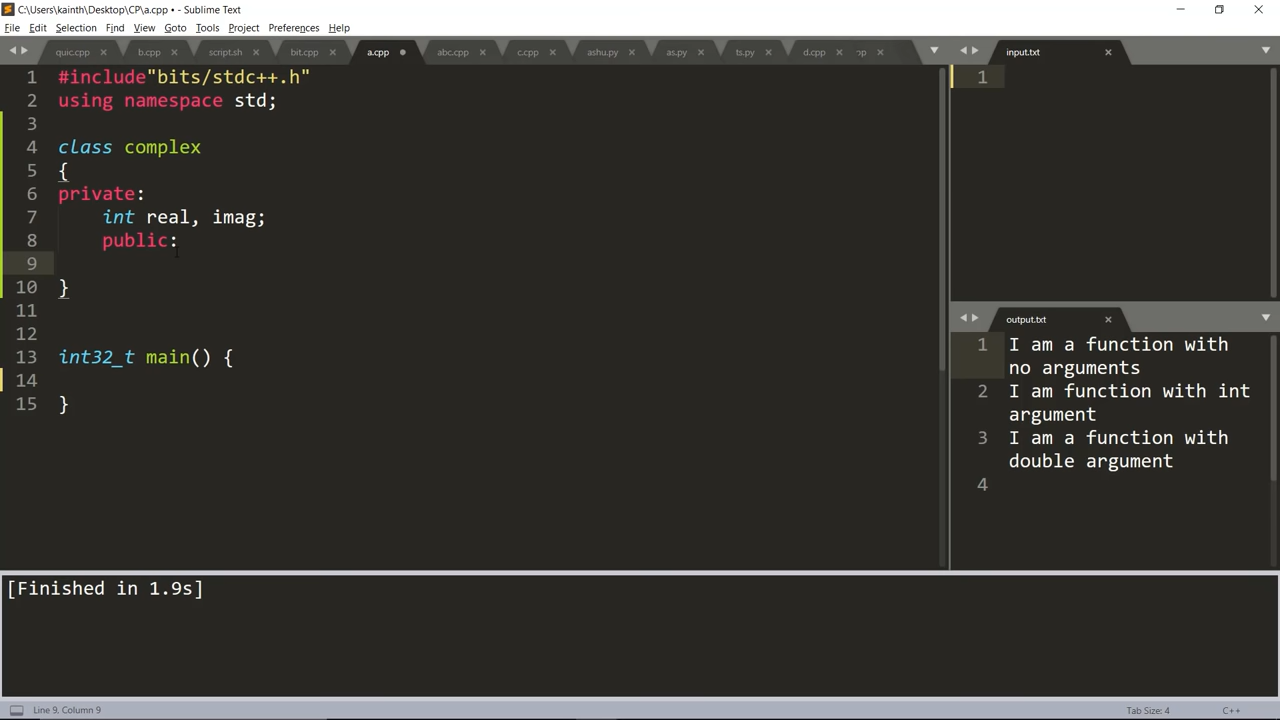 C:\Users\kainth\Desktop\CP\a.cpp • - Sublime Text
File Edit Selection Find View Goto Tools Project Preferences Help
quic.cpp b.cpp script.sh bit.cpp a.cpp abc.cpp c.cpp ashu.py as.py ts.py d.cpp pp input.txt
1 #include"bits/stdc++.h"
2 using namespace std;
3
4 class complex
5 {
6 private:
7 int real, imag;
8 public:
9
10 }
11
12
13 int32_t main() {
14
15 }
1
output.txt
1 I am a function with
no arguments
2 I am function with int
argument
3 I am a function with
double argument
4
[Finished in 1.9s]
Line 9, Column 9 Tab Size: 4 C++